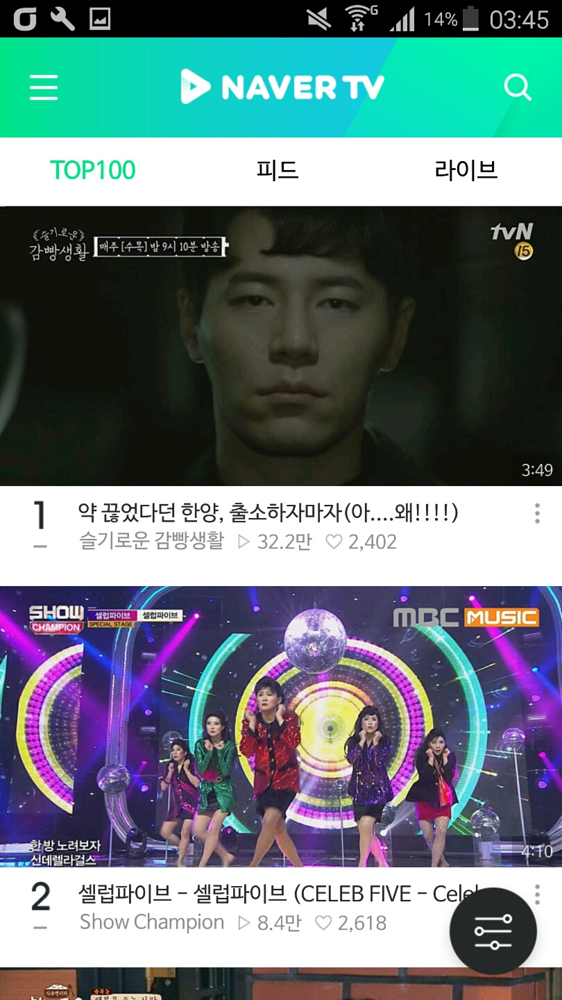 G
14%
03:45
NAVER TV
TOP100
피드
라이브
슬기로운
감빵생활
매주 [수목] 밤 9시 10분 방송
tvN
15
3:49
1
약 끊었다던 한양, 출소하자마자(아....왜!!!!)
슬기로운 감빵생활 32.2만 2,402
SHOW
CHAMPION
셀럽파이브
셀럽파이브
SPECIAL STAGE
MBC MUSIC
한 방 노려보자
신데렐라걸스
4:10
2
셀럽파이브 - 셀럽파이브 (CELEB FIVE - Cele
Show Champion 8.4만 2,618